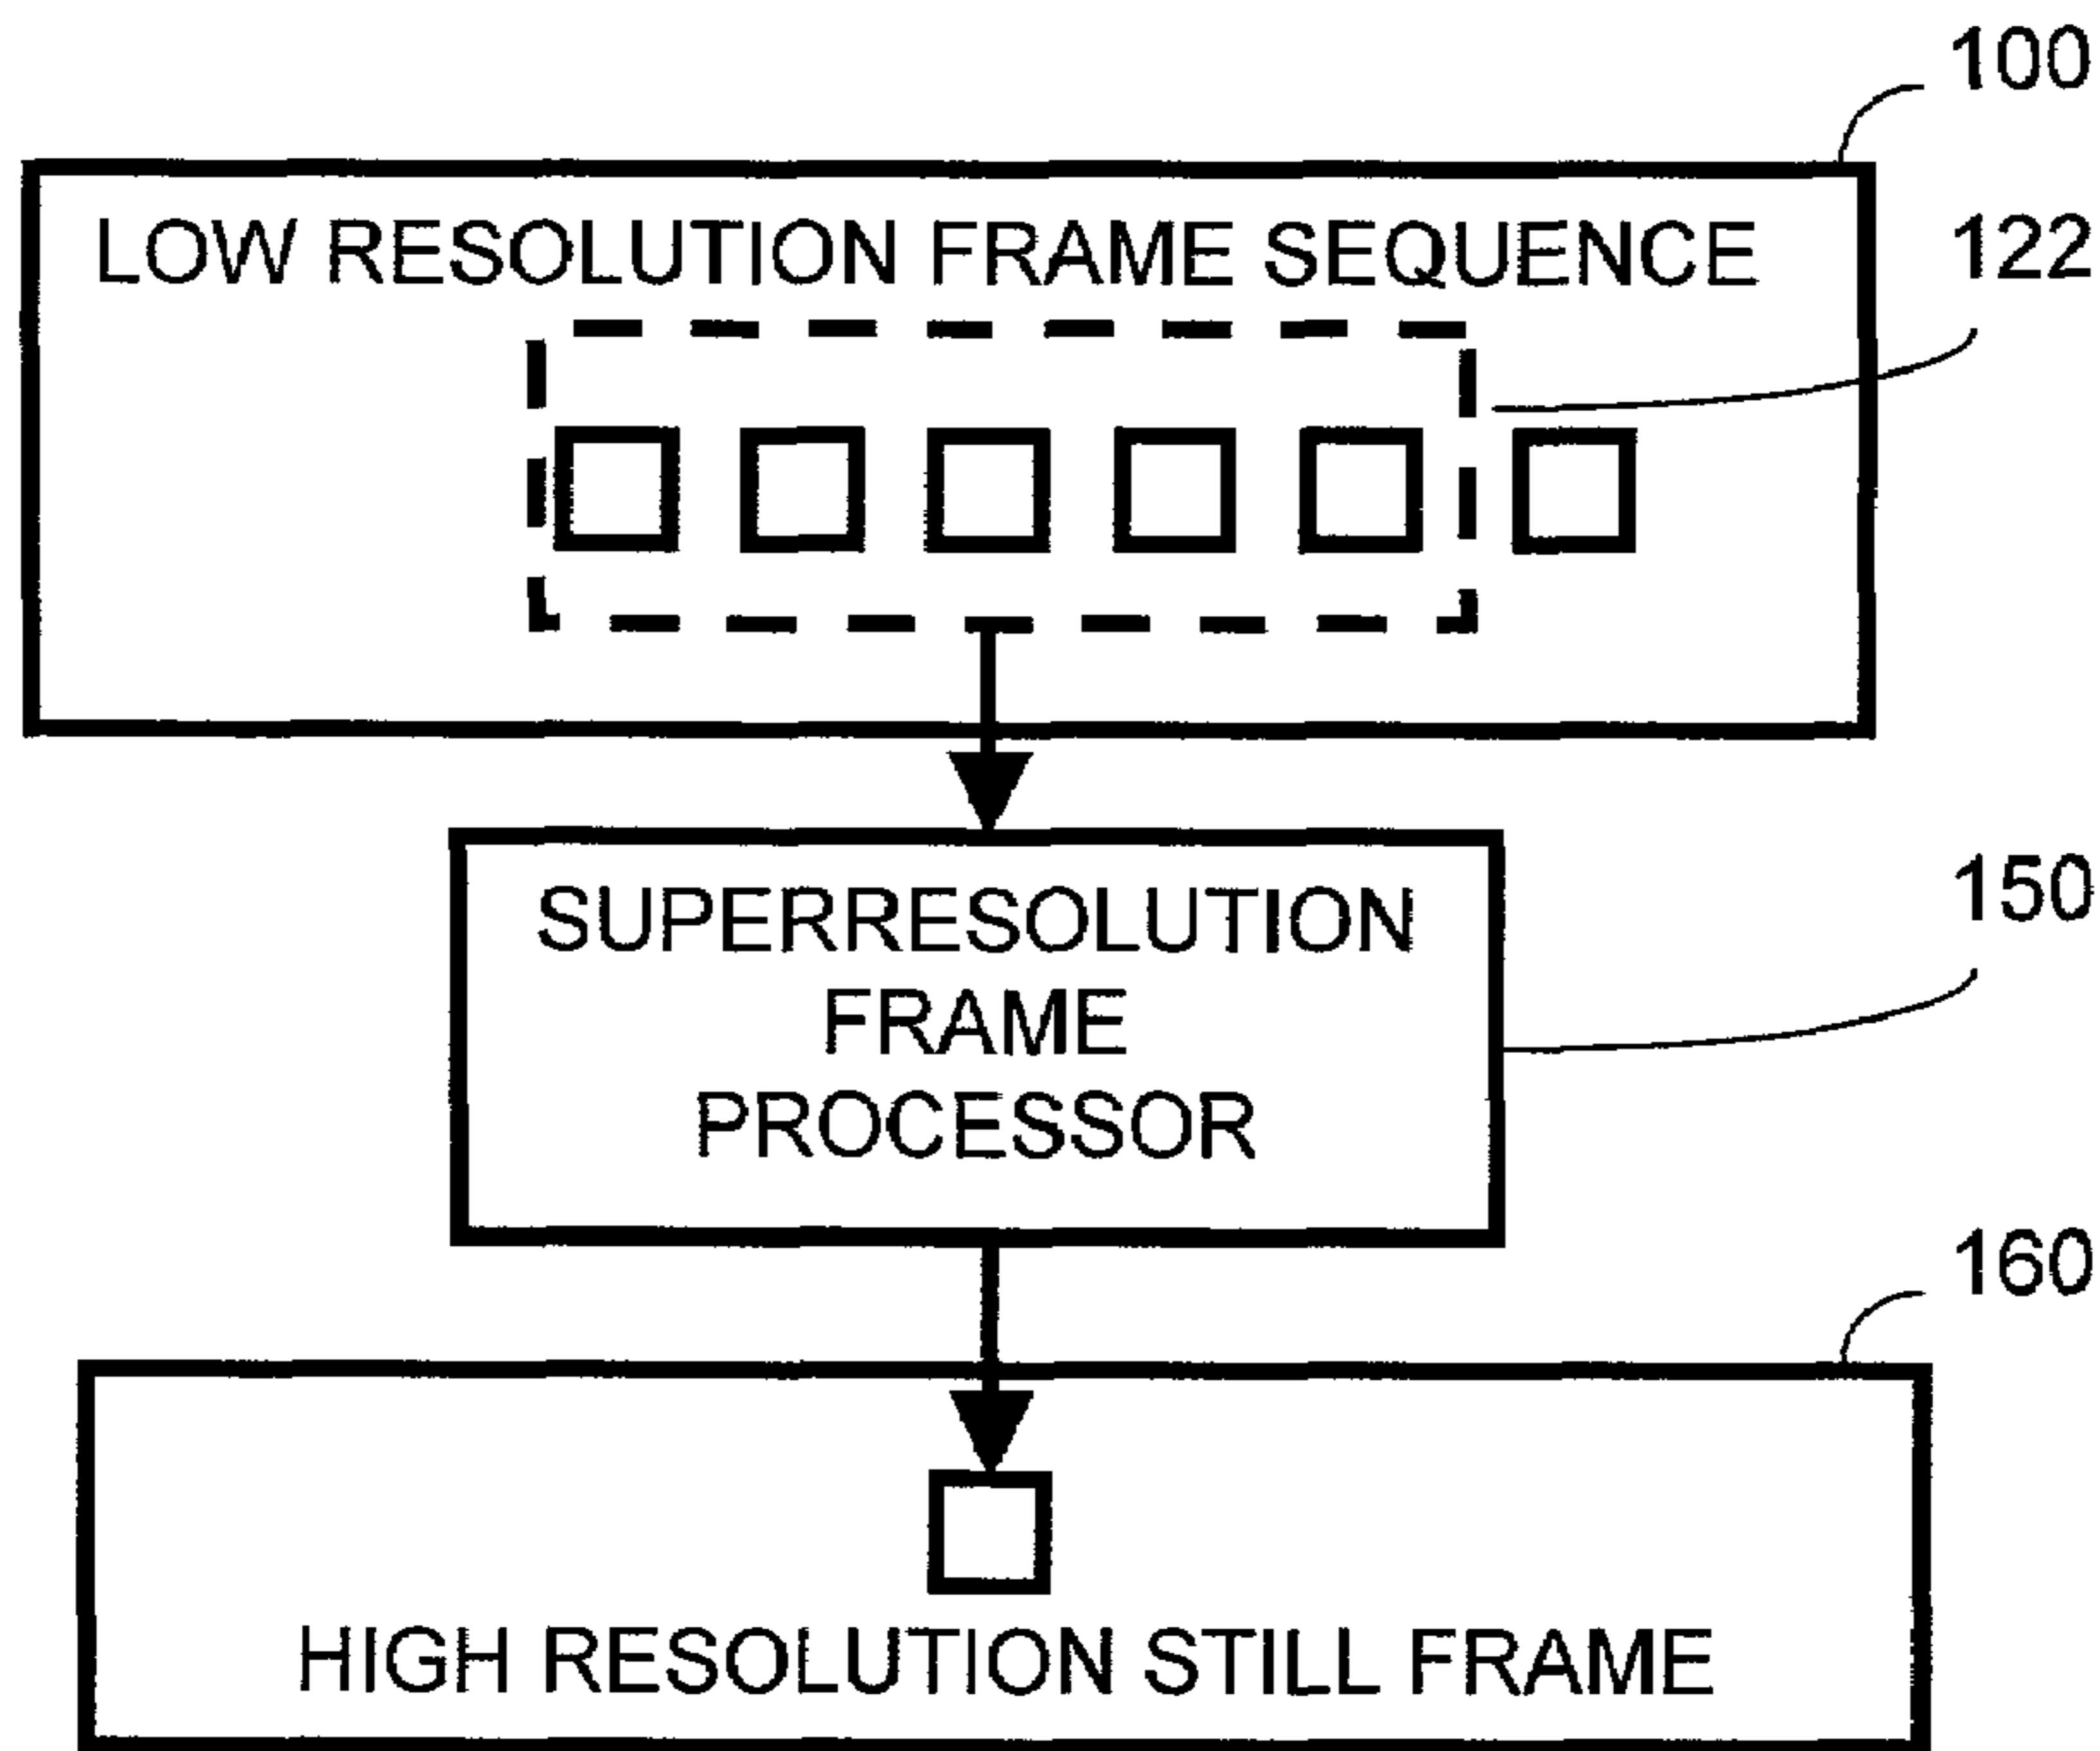 100
LOW RESOLUTION FRAME SEQUENCE
122
SUPERRESOLUTION
FRAME
PROCESSOR
150
160
HIGH RESOLUTION STILL FRAME